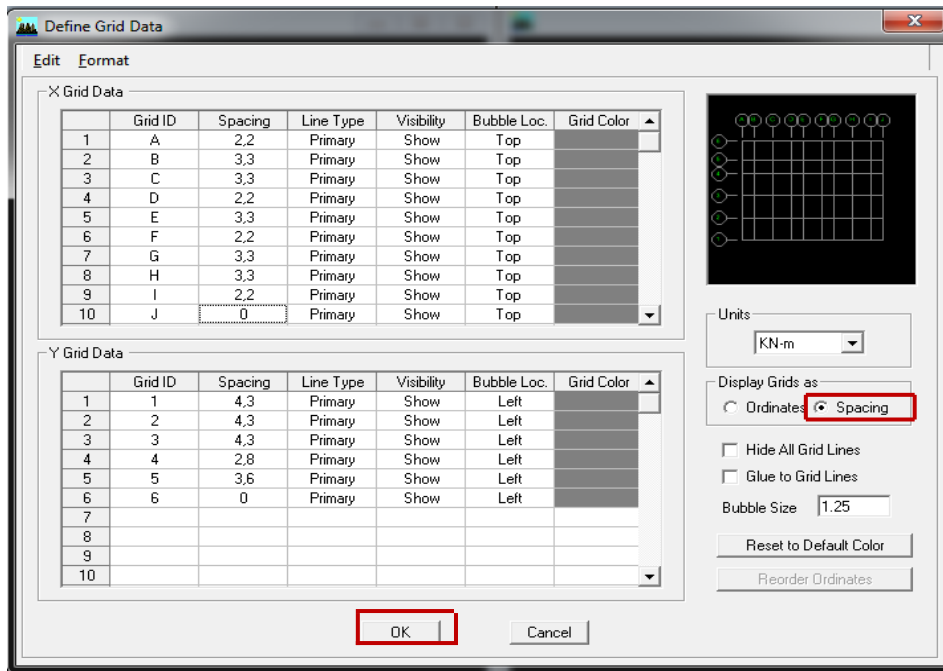 Define Grid Data
Edit Format
X Grid Data
Grid ID Spacing Line Type Visibility Bubble Loc. Grid Color
1 A 2,2 Primary Show Top
2 B 3,3 Primary Show Top
3 C 3,3 Primary Show Top
4 D 2,2 Primary Show Top
5 E 3,3 Primary Show Top
6 F 2,2 Primary Show Top
7 G 3,3 Primary Show Top
8 H 3,3 Primary Show Top
9 I 2,2 Primary Show Top
10 J 0 Primary Show Top
Y Grid Data
Grid ID Spacing Line Type Visibility Bubble Loc. Grid Color
1 1 4,3 Primary Show Left
2 2 4,3 Primary Show Left
3 3 4,3 Primary Show Left
4 4 2,8 Primary Show Left
5 5 3,6 Primary Show Left
6 6 0 Primary Show Left
7
8
9
10
Units
KN-m
Display Grids as
Ordinates Spacing
Hide All Grid Lines
Glue to Grid Lines
Bubble Size 1.25
Reset to Default Color
Reorder Ordinates
OK Cancel